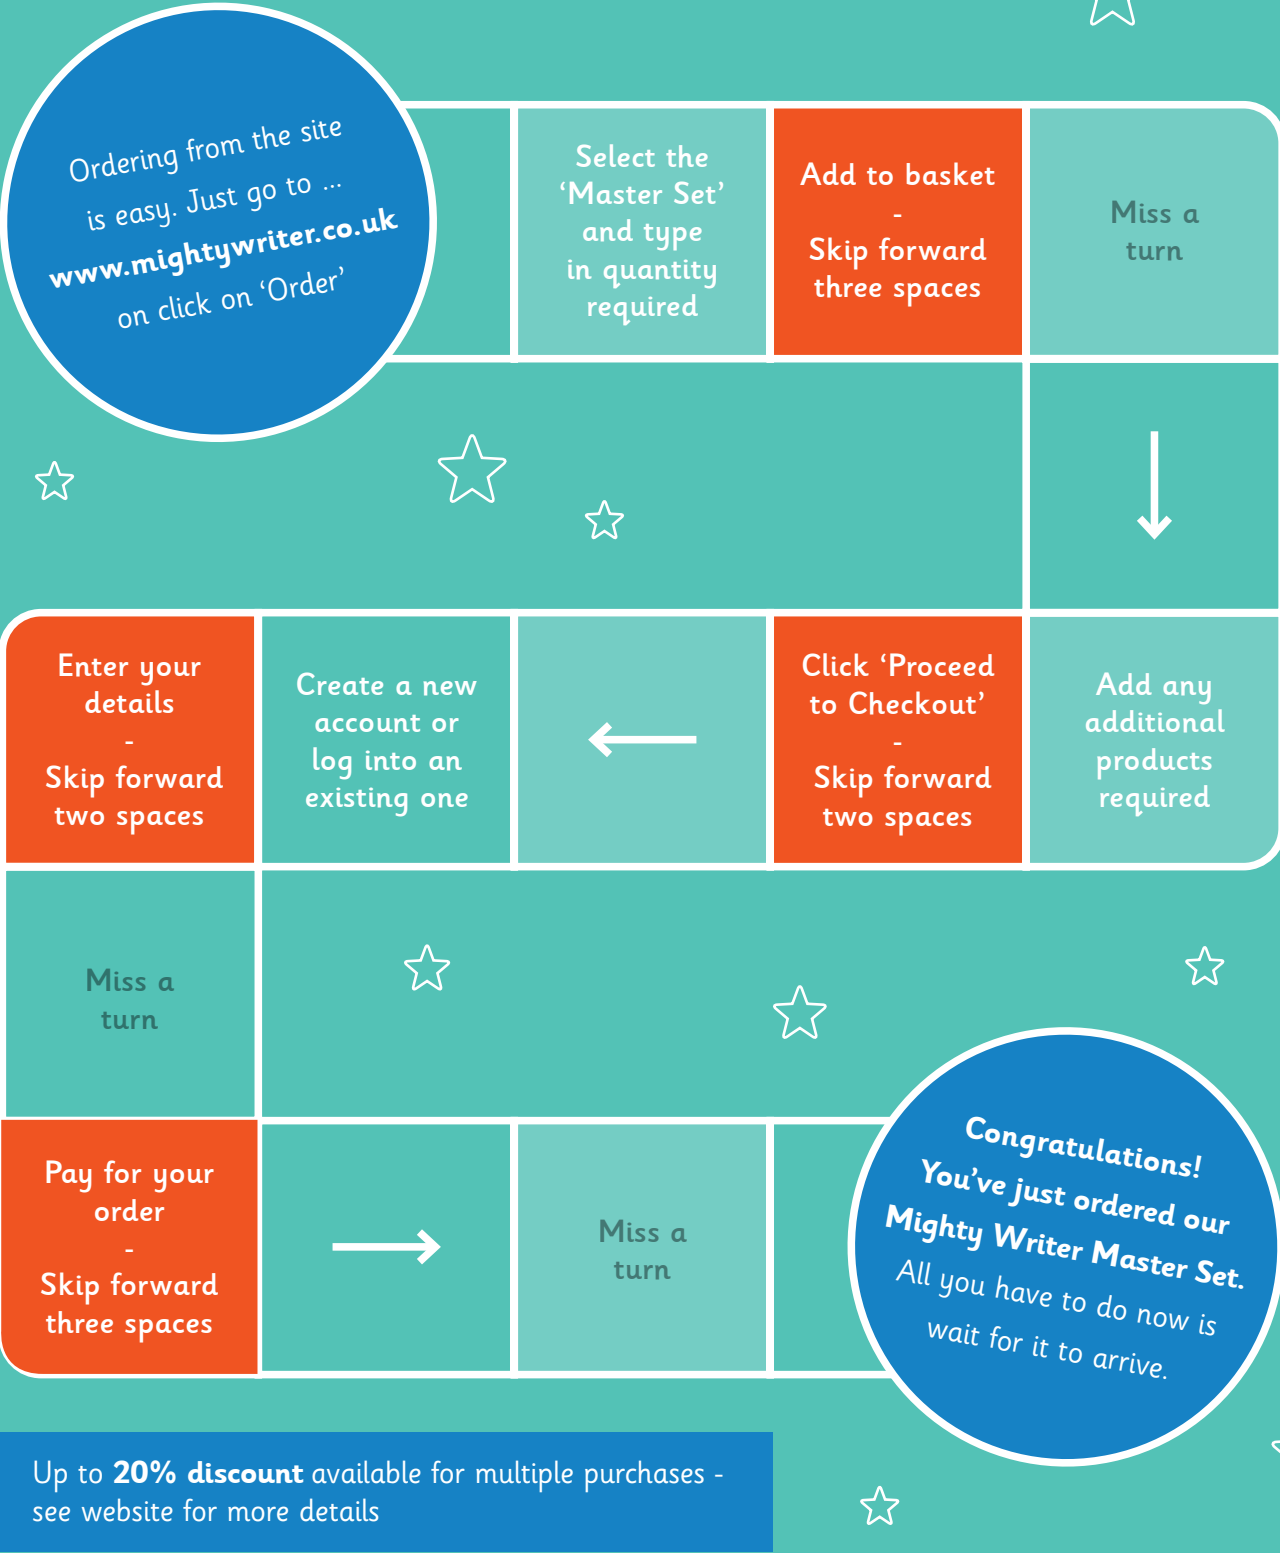 Ordering from the site
is easy. Just go to ...
www.mightywriter.co.uk
on click on ‘Order’
Select the
‘Master Set’
and type
in quantity
required
Add to basket
-
Skip forward
three spaces
Miss a
turn
Add any
additional
products
required
Click ‘Proceed
to Checkout’
-
Skip forward
two spaces
Create a new
account or
log into an
existing one
Enter your
details
-
Skip forward
two spaces
Miss a
turn
Pay for your
order
-
Skip forward
three spaces
Miss a
turn
Congratulations!
You’ve just ordered our
Mighty Writer Master Set.
All you have to do now is
wait for it to arrive.
Up to 20% discount available for multiple purchases -
see website for more details